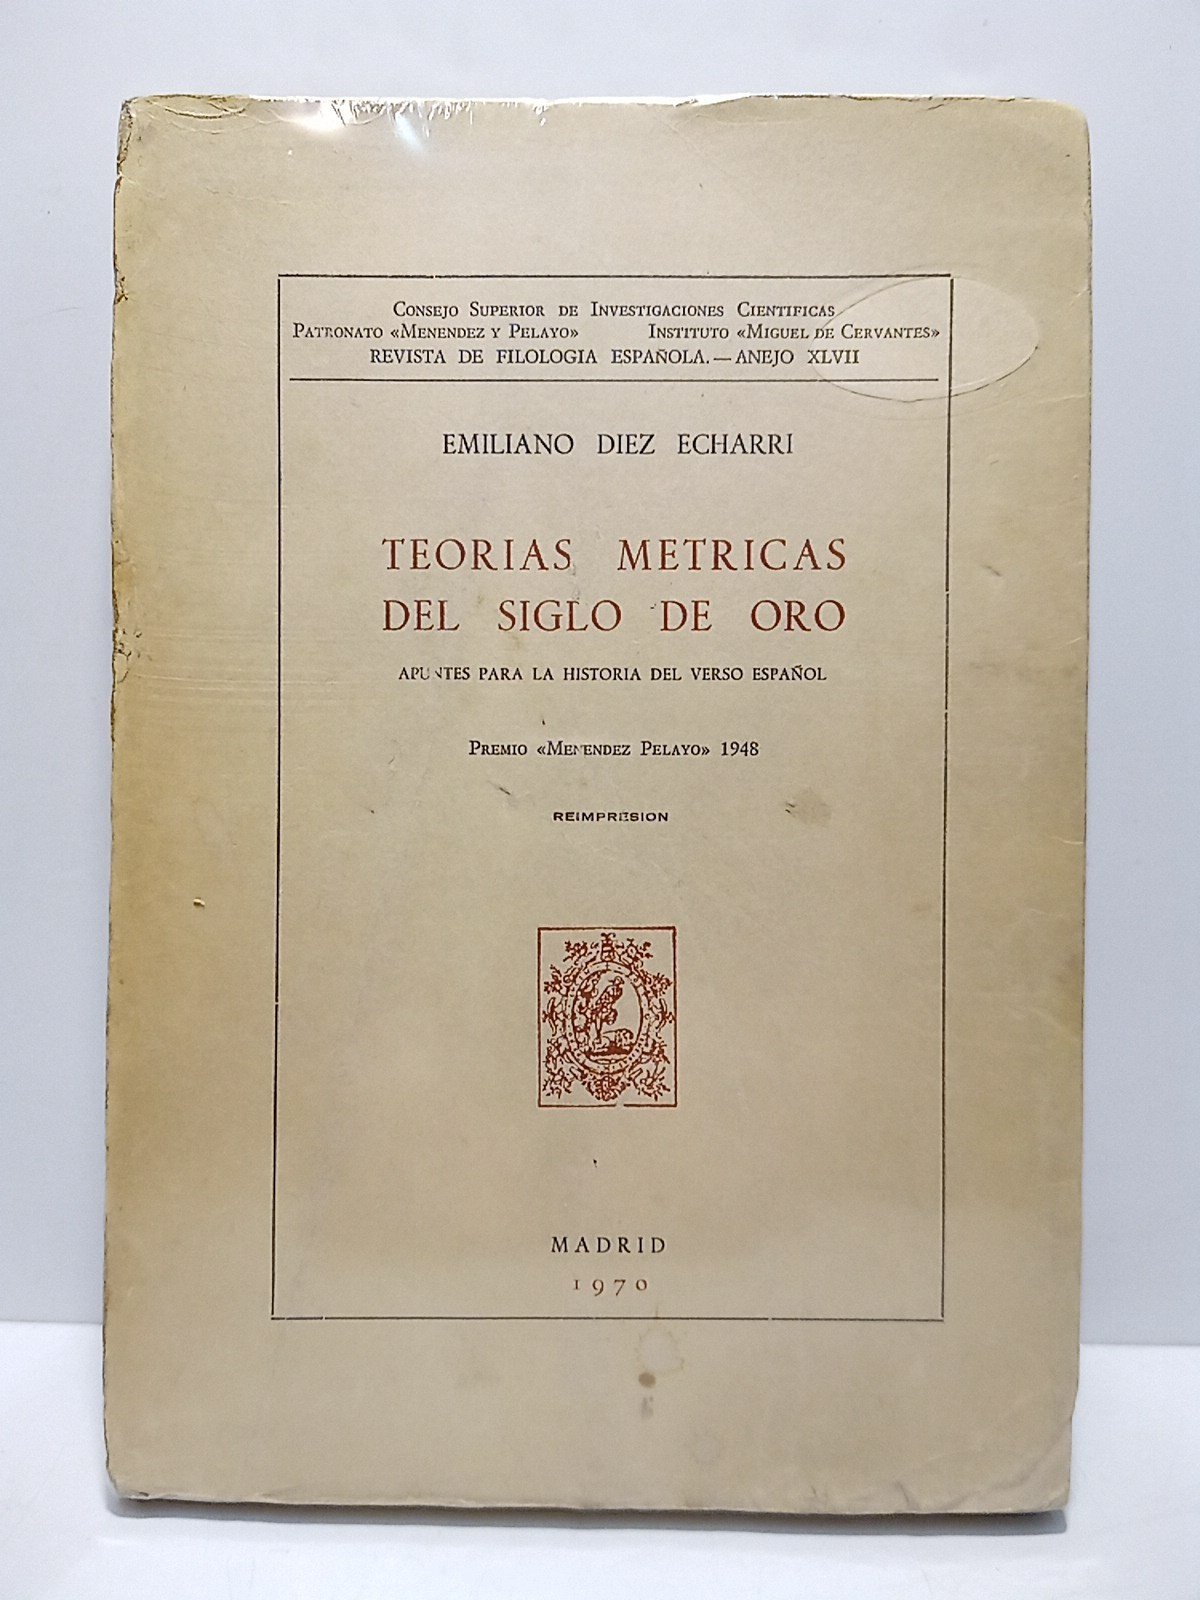 CONSEJO SUPERIOR DE INVESTIGACIONES CIENTIFICAS
PATRONATO «MENENDEZ Y PELAYO» INSTITUTO «MIGUEL DE CERVANTES»
REVISTA DE FILOLOGIA ESPAÑOLA.—ANEJO XLVII
EMILIANO DIEZ ECHARRI
TEORIAS METRICAS
DEL SIGLO DE ORO
APUNTES PARA LA HISTORIA DEL VERSO ESPAÑOL
PREMIO «MENENDEZ PELAYO» 1948
REIMPRESION
MADRID
1970